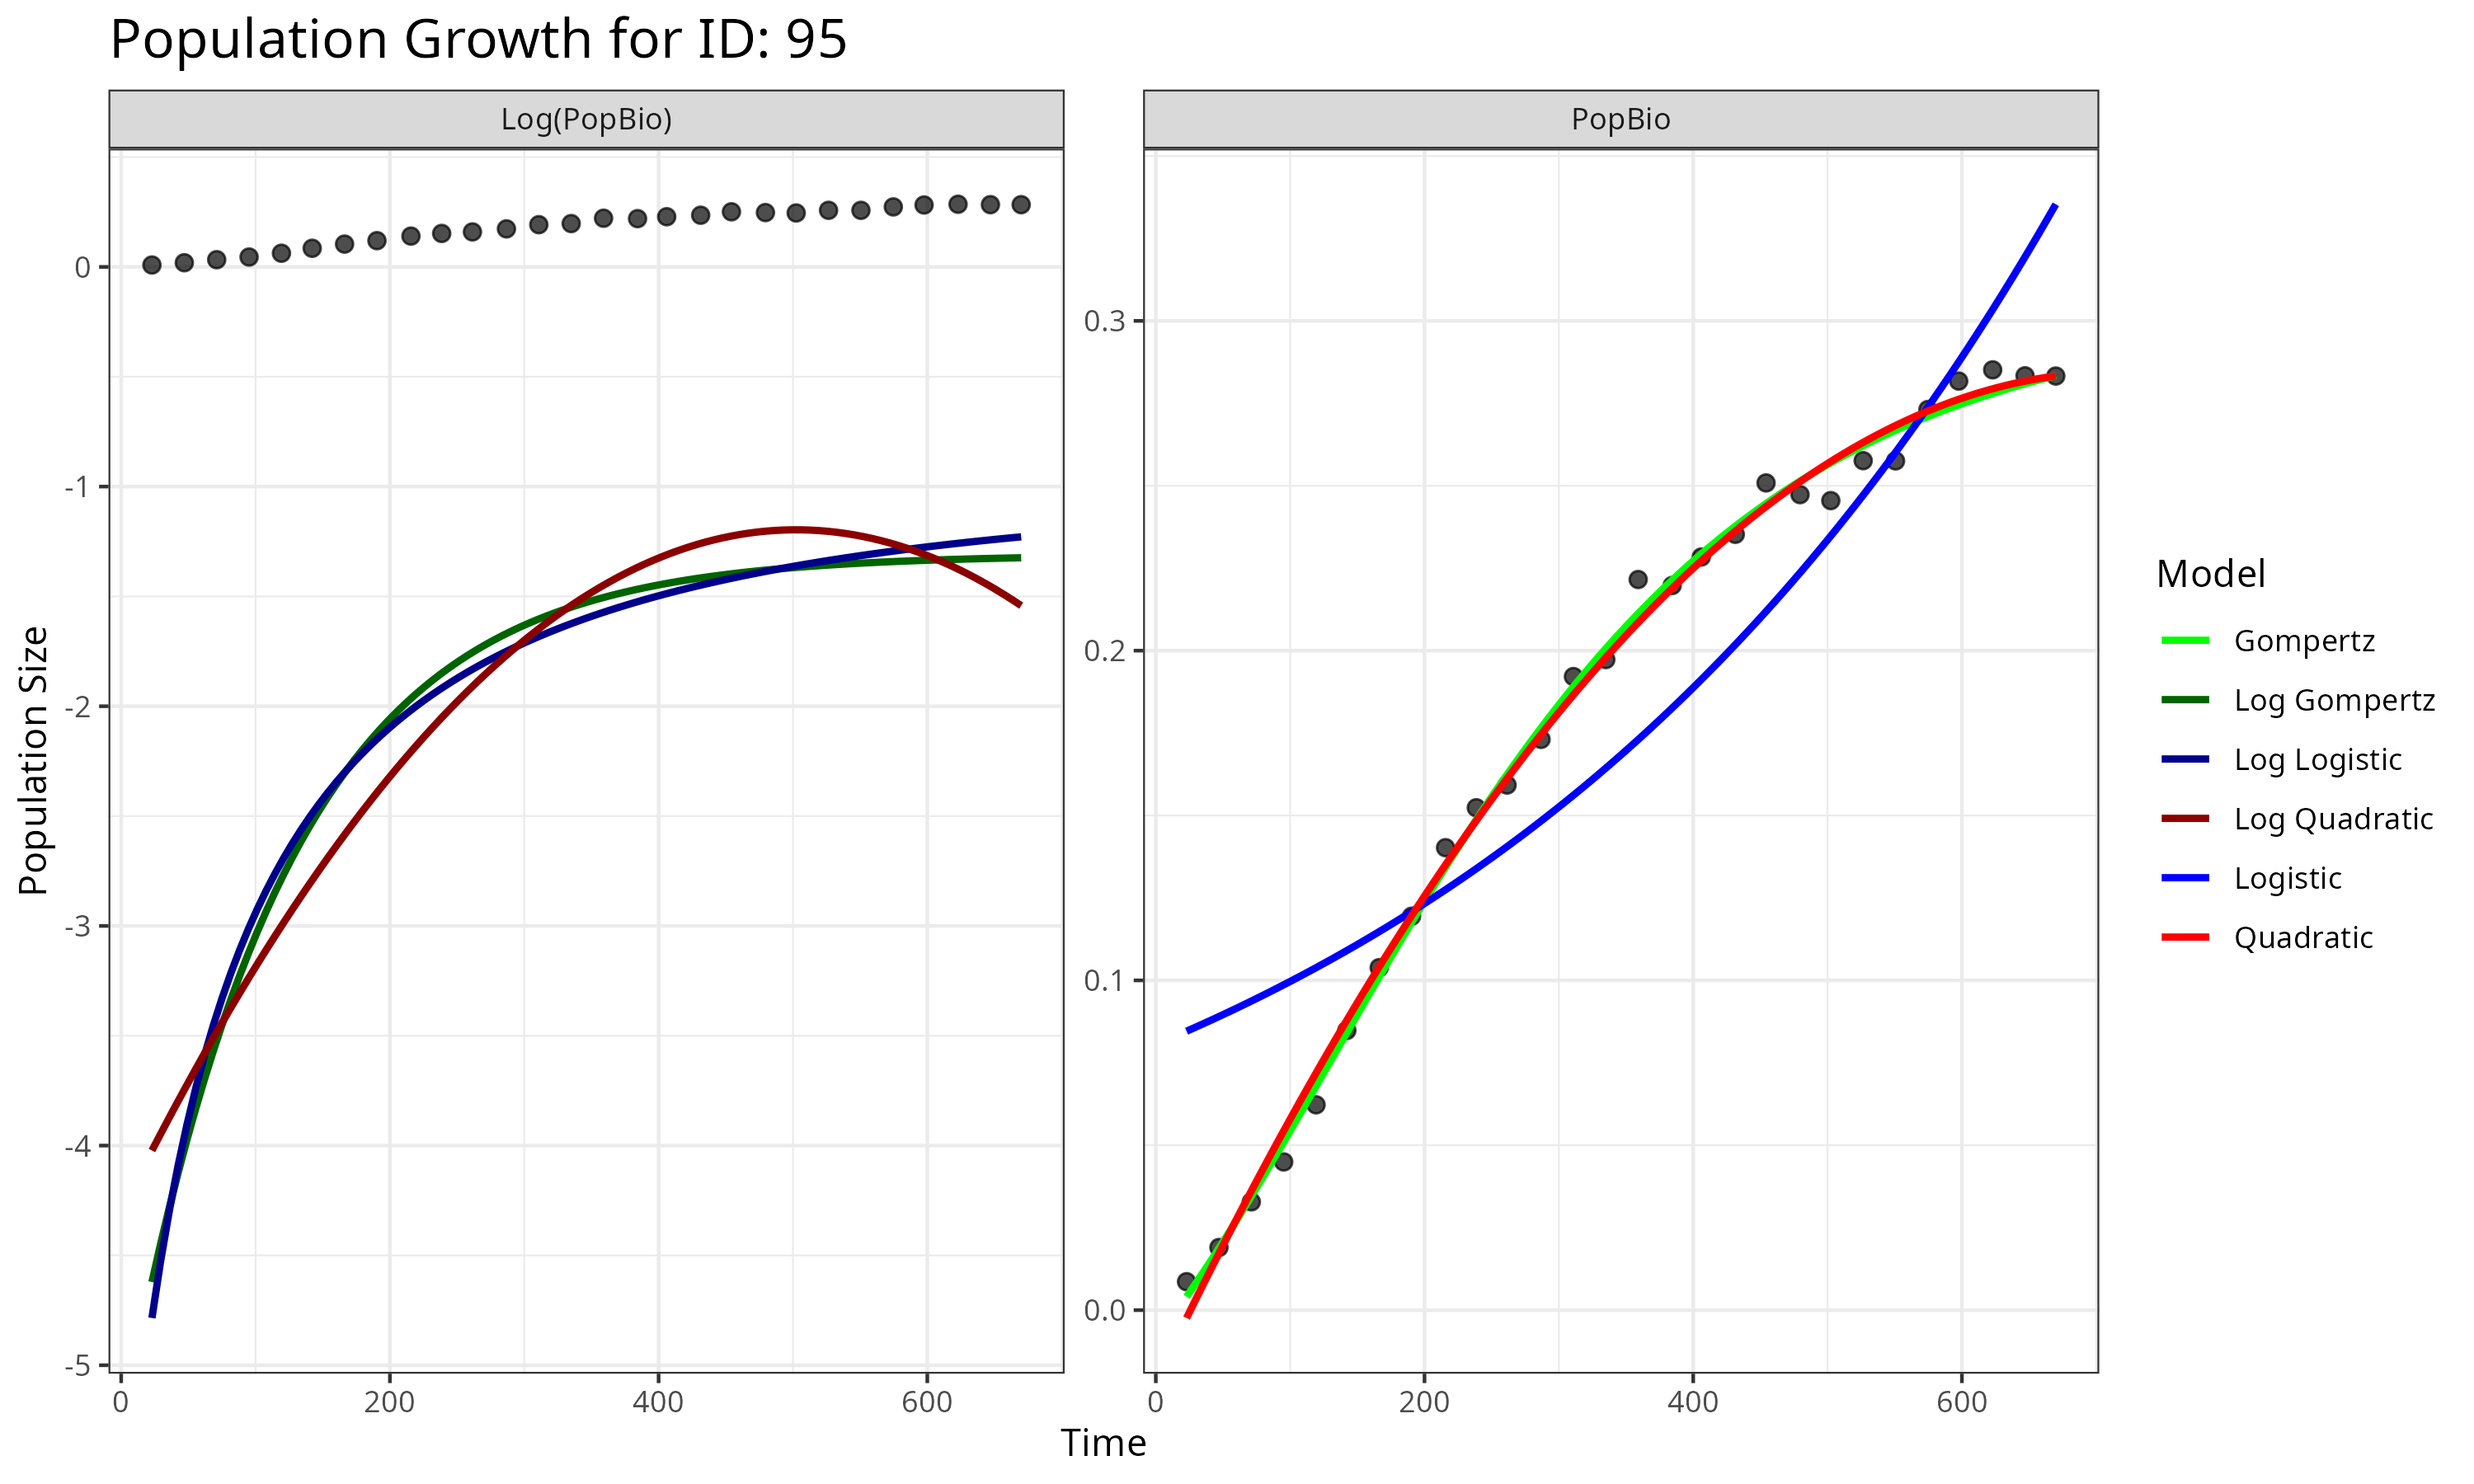 Population Growth for ID: 95
Log(PopBio)
PopBio
Population Size
0
-1
-2
-3
-4
-5
0 200 400 600
0.3
0.2
0.1
0.0
0 200 400 600
Time
Model
Gompertz
Log Gompertz
Log Logistic
Log Quadratic
Logistic
Quadratic